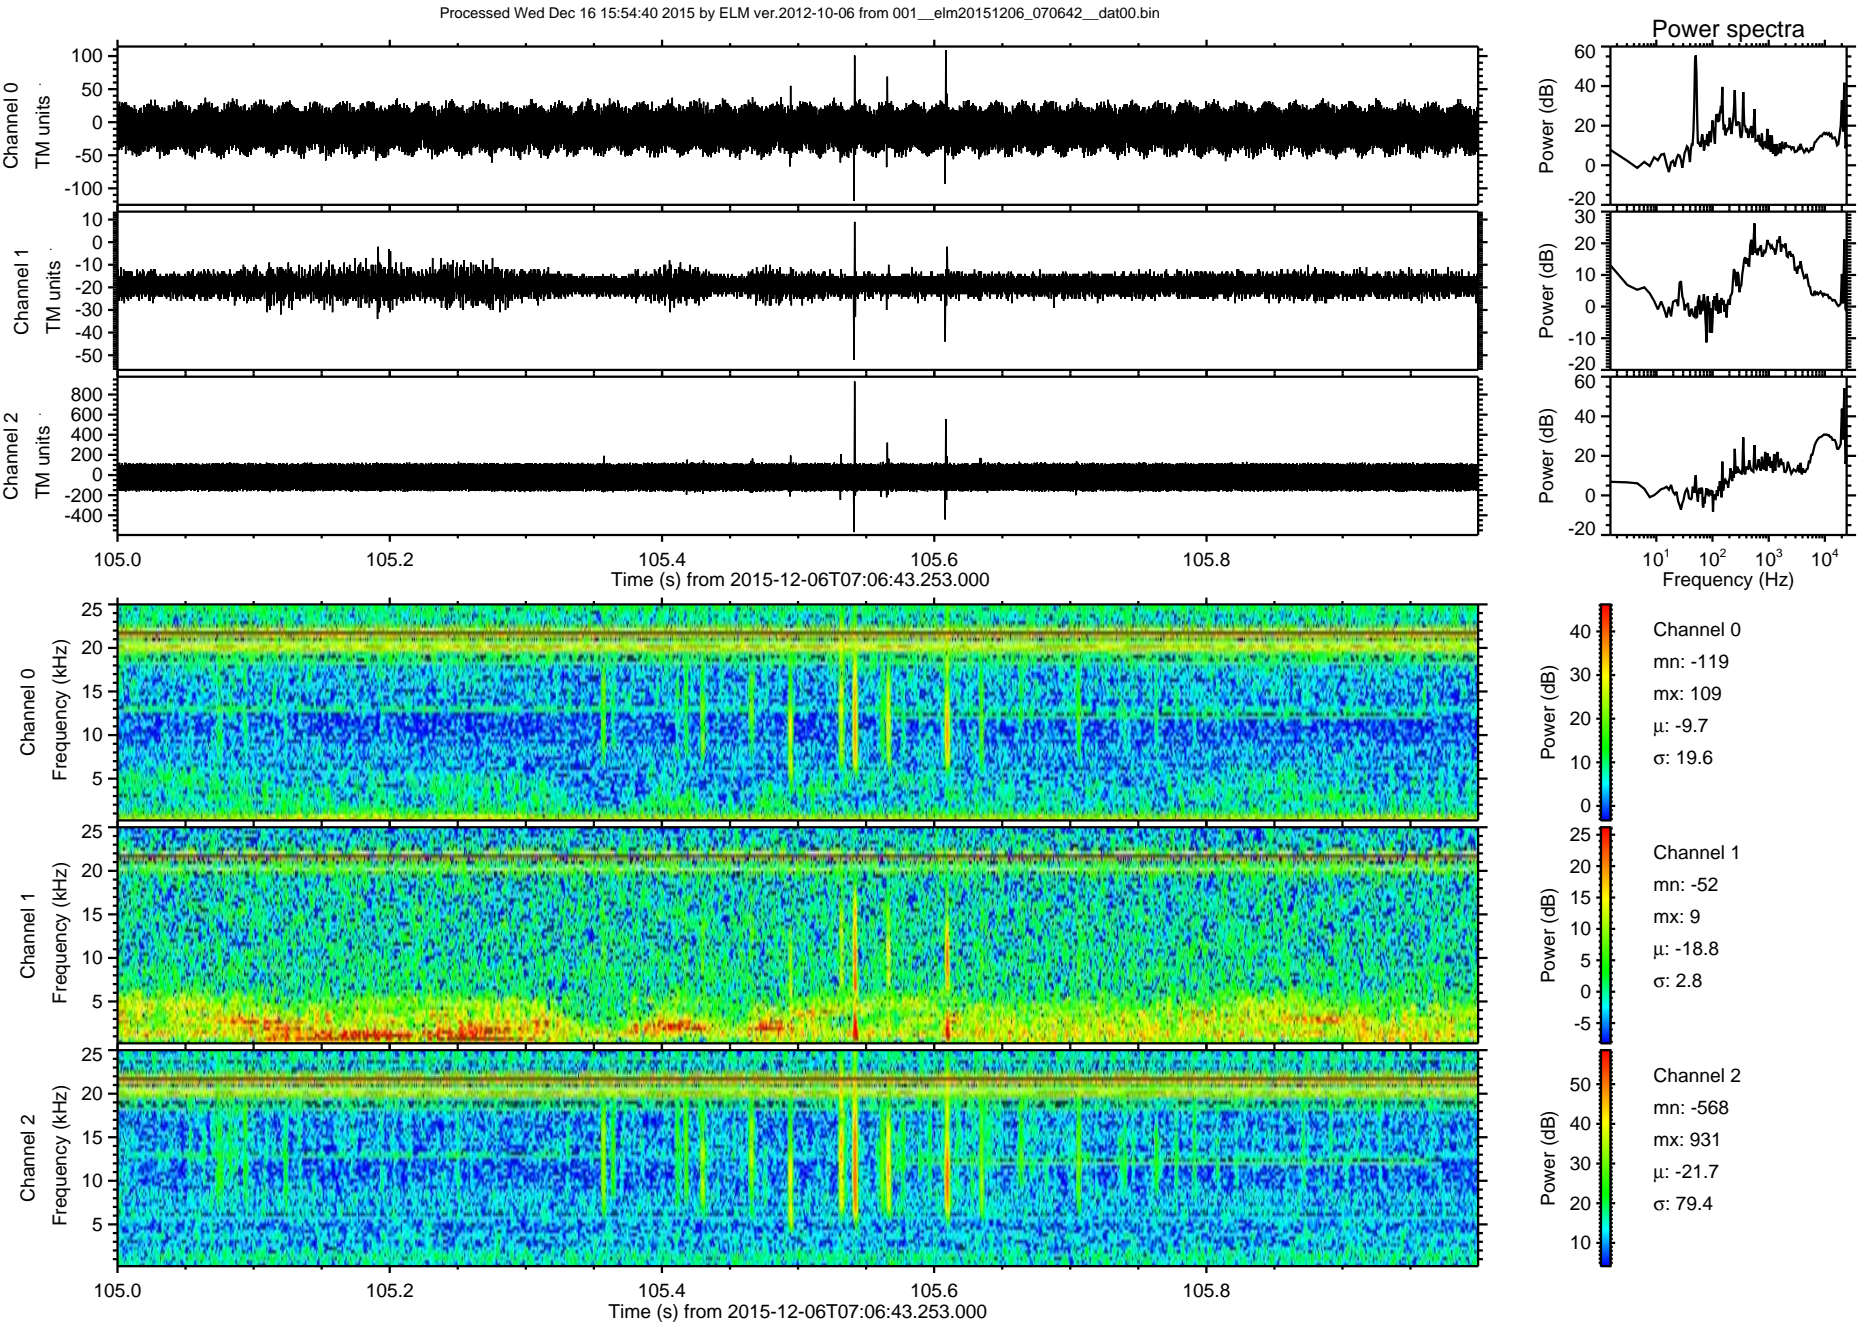 Processed Wed Dec 16 15:54:40 2015 by ELM ver.2012-10-06 from 001__elm20151206_070642__dat00.bin
Power spectra
Channel 0
TM units
100
50
0
-50
-100
Power (dB)
60
40
20
0
-20
Channel 1
TM units
10
0
-10
-20
-30
-40
-50
Power (dB)
30
20
10
0
-10
-20
Channel 2
TM units
800
600
400
200
0
-200
-400
Power (dB)
60
40
20
0
-20
105.0 105.2 105.4 105.6 105.8
Time (s) from 2015-12-06T07:06:43.253.000
10¹ 10² 10³ 10⁴
Frequency (Hz)
Channel 0
Frequency (kHz)
25
20
15
10
5
Power (dB)
40
30
20
10
0
Channel 0
mn: -119
mx: 109
μ: -9.7
σ: 19.6
Channel 1
Frequency (kHz)
25
20
15
10
5
Power (dB)
25
20
15
10
5
0
-5
Channel 1
mn: -52
mx: 9
μ: -18.8
σ: 2.8
Channel 2
Frequency (kHz)
25
20
15
10
5
Power (dB)
50
40
30
20
10
Channel 2
mn: -568
mx: 931
μ: -21.7
σ: 79.4
105.0 105.2 105.4 105.6 105.8
Time (s) from 2015-12-06T07:06:43.253.000